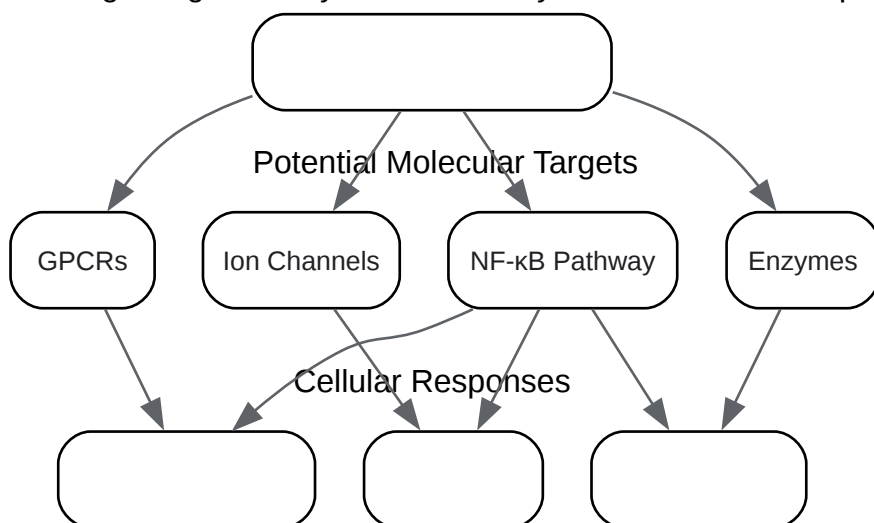 Potential Molecular Targets
GPCRs
Ion Channels
NF-κB Pathway
Enzymes
Cellular Responses